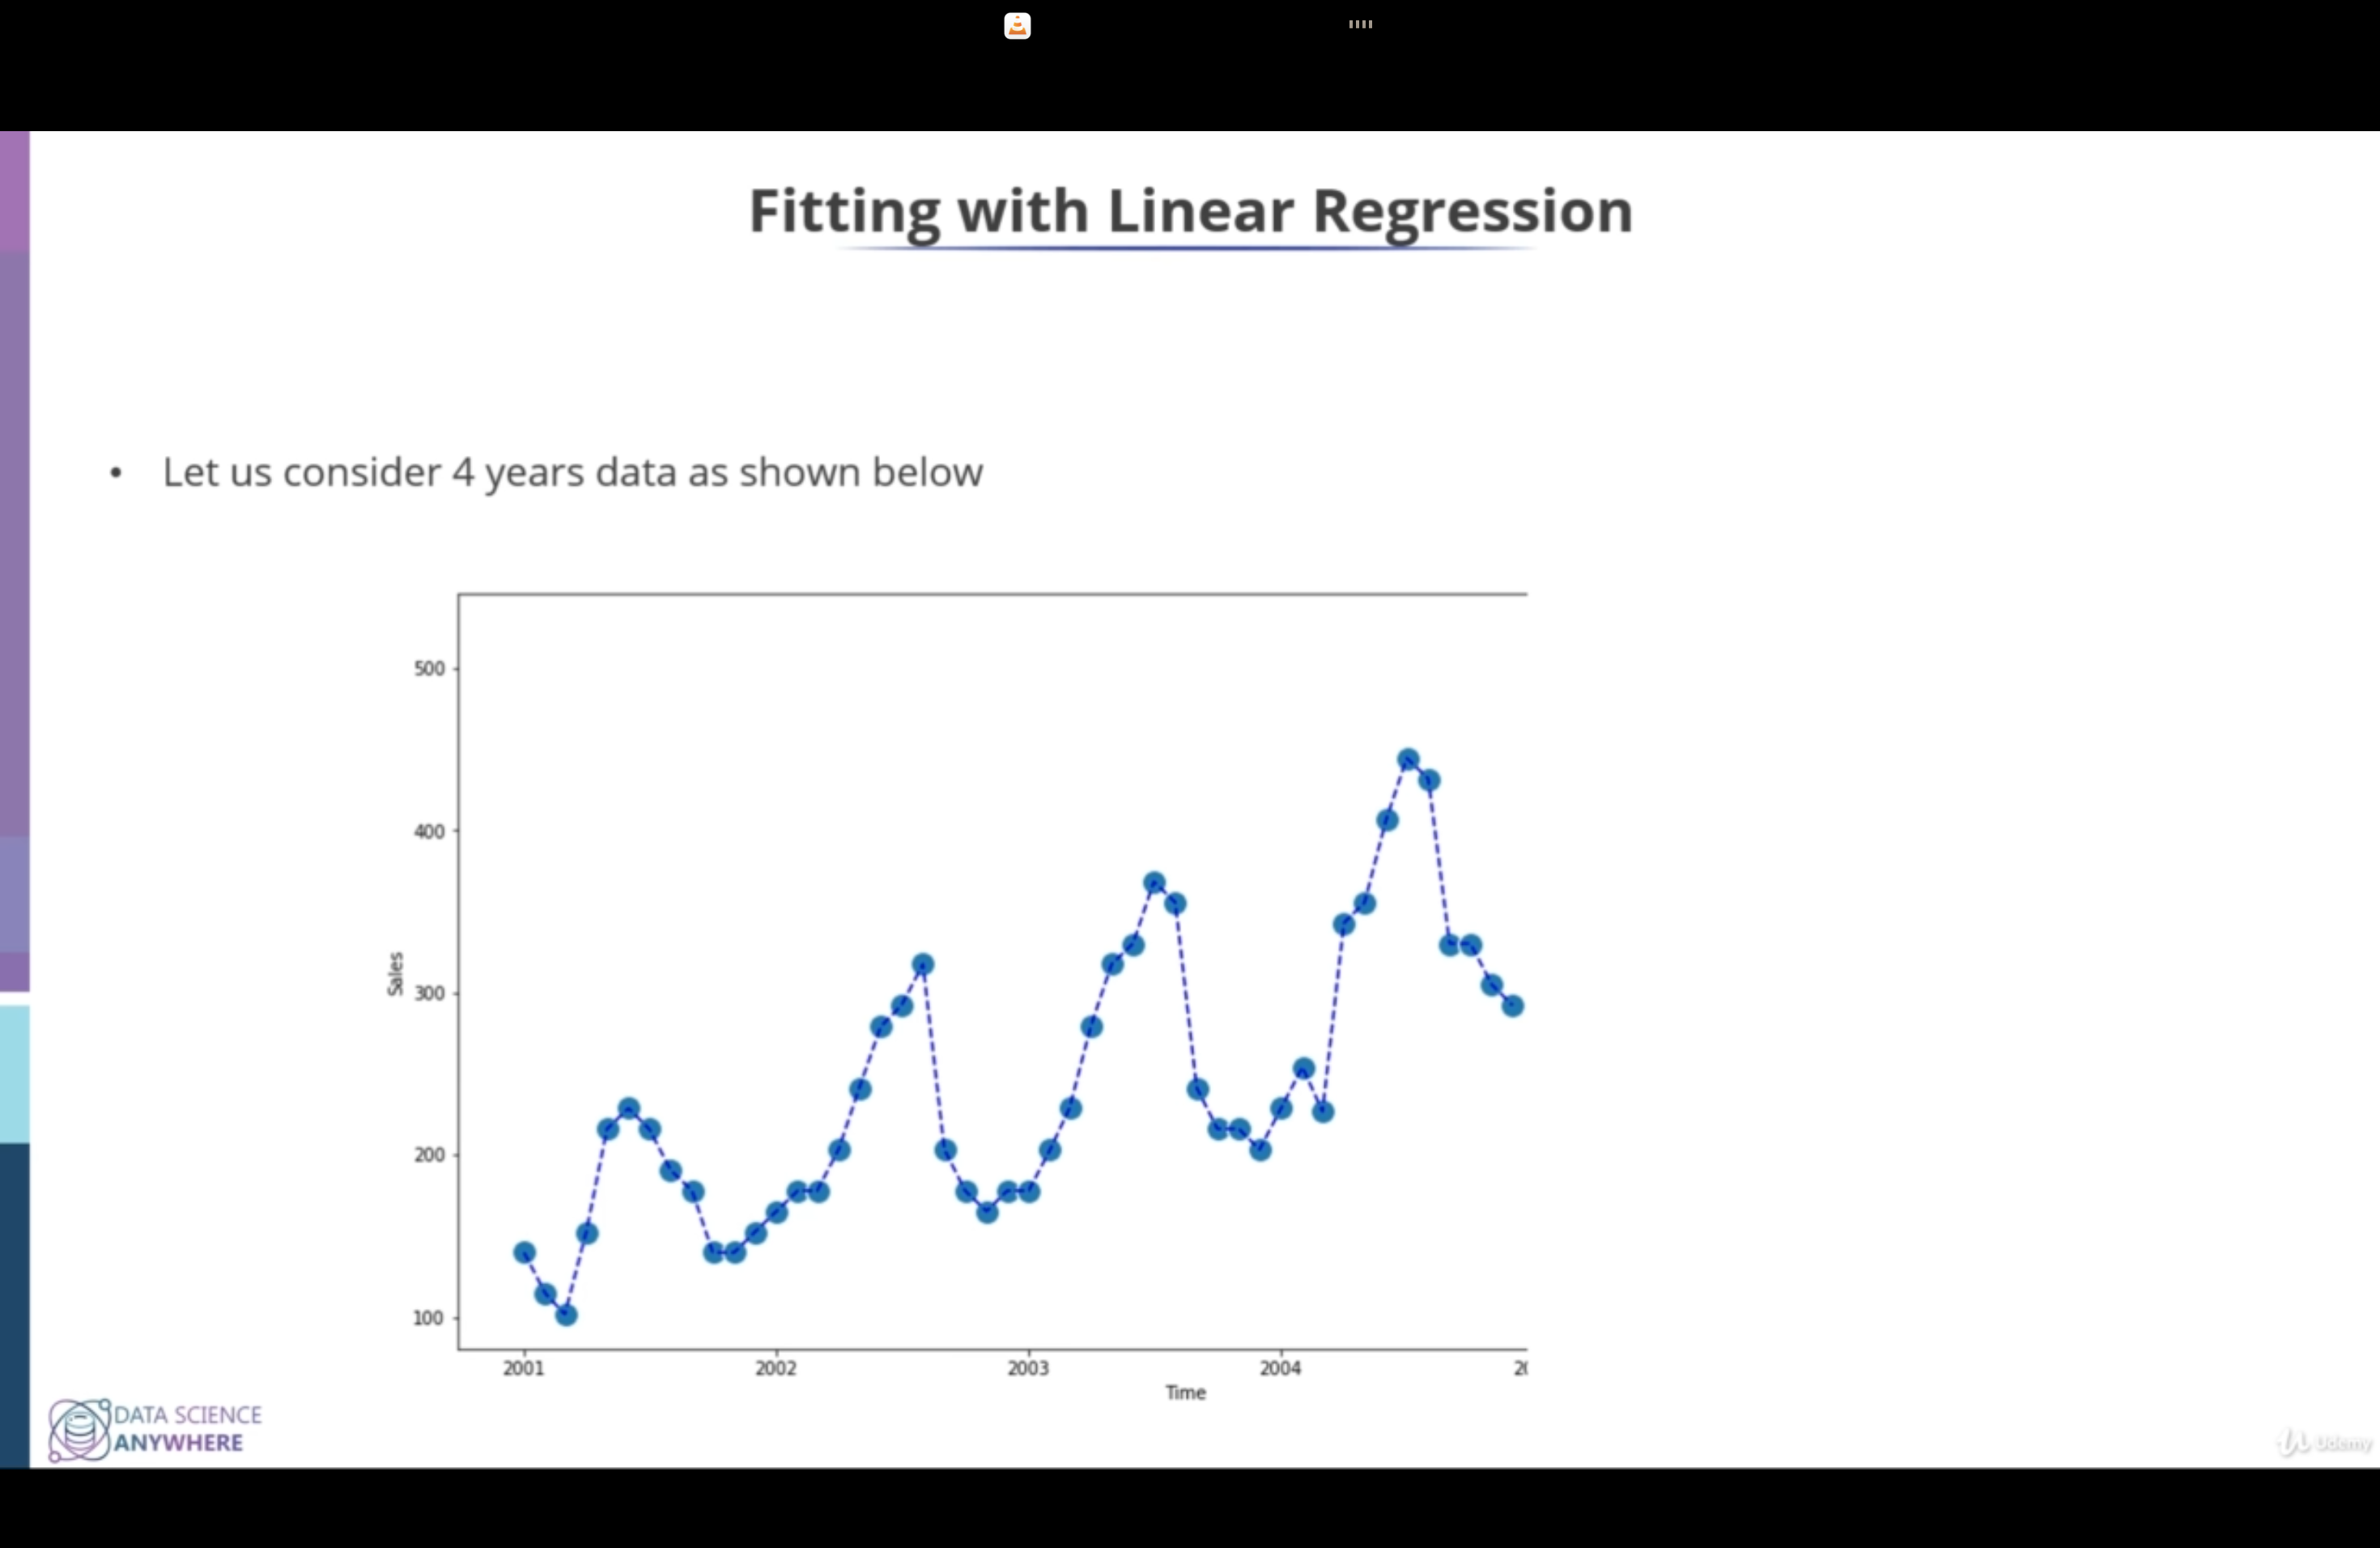 Fitting with Linear Regression
• Let us consider 4 years data as shown below
500
400
300
200
100
Sales
2001 2002 2003 2004
Time
DATA SCIENCE
ANYWHERE
Udemy